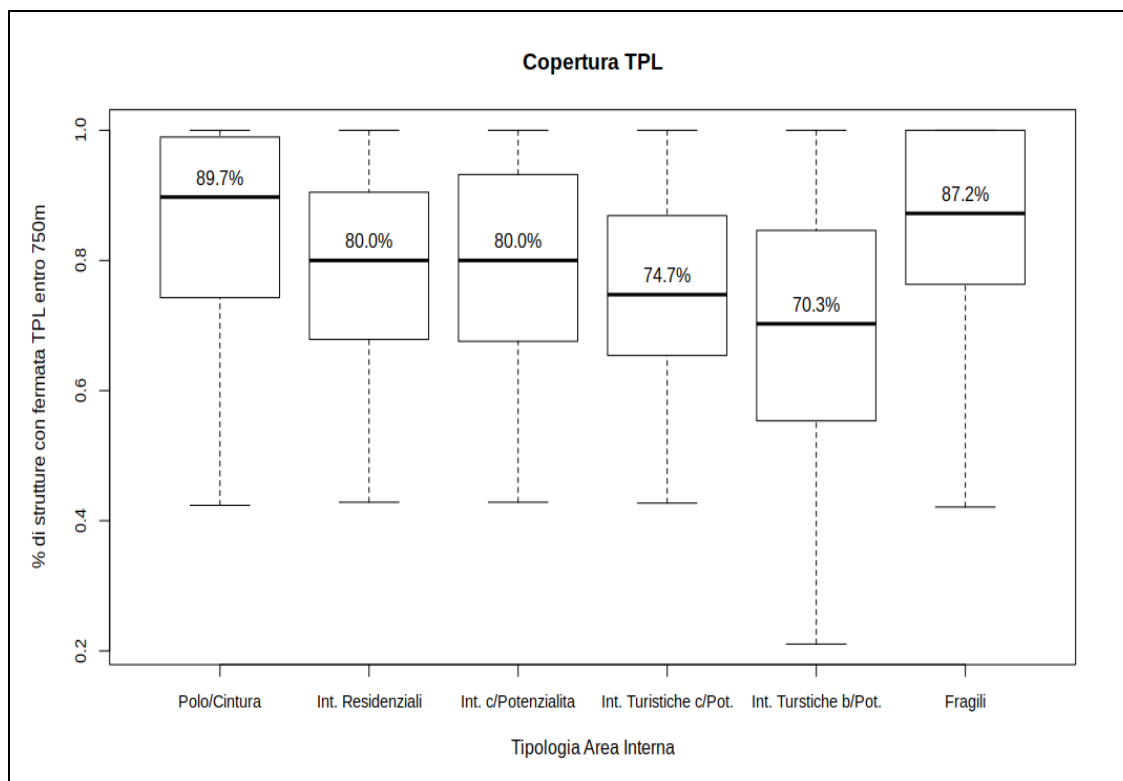 Copertura TPL
% di strutture con fermata TPL entro 750m
1.0
0.8
0.6
0.4
0.2
89.7%
80.0%
80.0%
74.7%
70.3%
87.2%
Polo/Cintura
Int. Residenziali
Int. c/Potenzialita
Int. Turistiche c/Pot.
Int. Turstiche b/Pot.
Fragili
Tipologia Area Interna